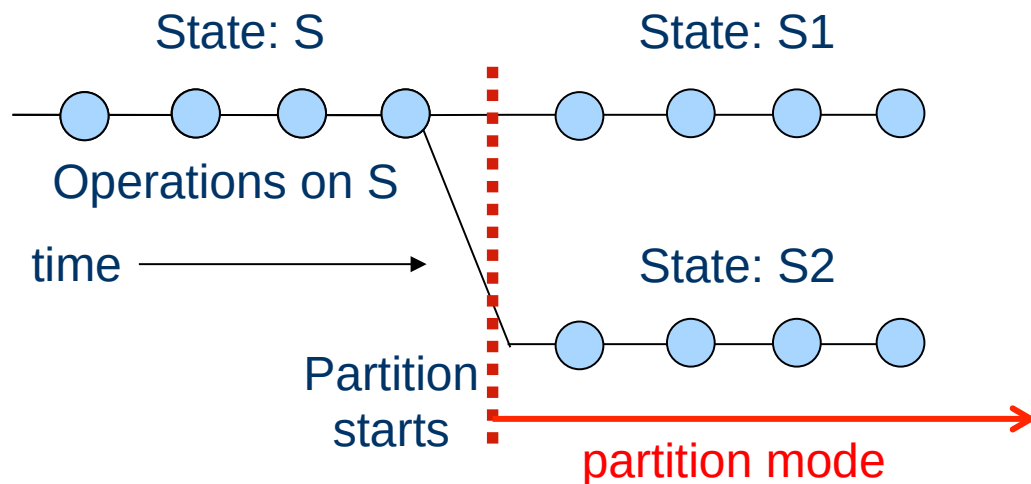 State: S
State: S1
Operations on S
time
State: S2
Partition
starts
partition mode